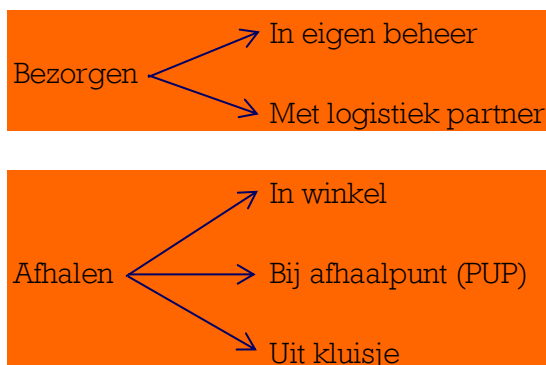 In eigen beheer
Bezorgen
Met logistiek partner
In winkel
Afhalen
Bij afhaalpunt (PUP)
Uit kluisje